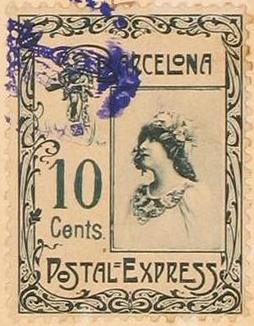 BARCELONA
10
Cents.
POSTAL-EXPRESS